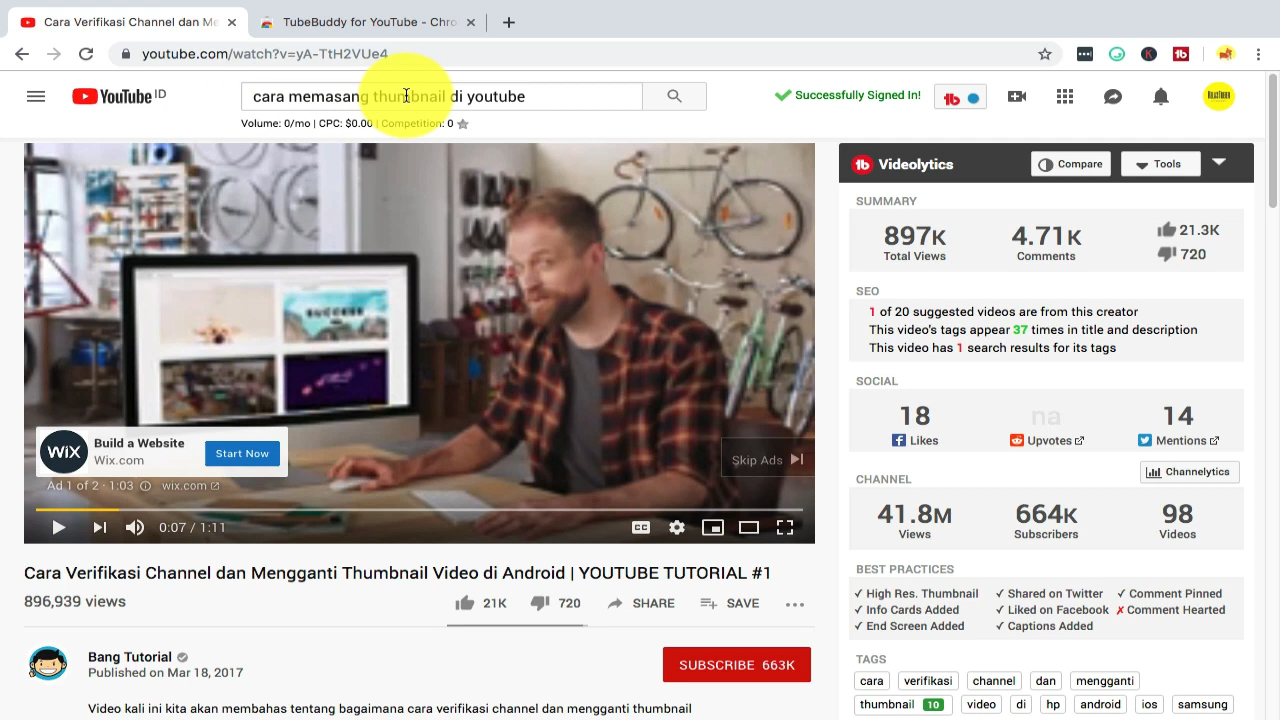 Cara Verifikasi Channel dan Me
TubeBuddy for YouTube - Chro
youtube.com/watch?v=yA-TtH2VUe4
YouTube ID
cara memasang thumbnail di youtube
Successfully Signed In!
Volume: 0/mo | CPC: $0.00 | Competition: 0
SUCCESS
WiX
Build a Website
Wix.com
Start Now
Skip Ads
Ad 1 of 2 · 1:03
wix.com
0:07 / 1:11
CC
Cara Verifikasi Channel dan Mengganti Thumbnail Video di Android | YOUTUBE TUTORIAL #1
896,939 views
21K
720
SHARE
SAVE
Bang Tutorial
Published on Mar 18, 2017
SUBSCRIBE 663K
Video kali ini kita akan membahas tentang bagaimana cara verifikasi channel dan mengganti thumbnail
Videolytics
Compare
Tools
SUMMARY
897K
Total Views
4.71K
Comments
21.3K
720
SEO
1 of 20 suggested videos are from this creator
This video's tags appear 37 times in title and description
This video has 1 search results for its tags
SOCIAL
18
Likes
na
Upvotes
14
Mentions
CHANNEL
Channelytics
41.8M
Views
664K
Subscribers
98
Videos
BEST PRACTICES
✓ High Res. Thumbnail
✓ Shared on Twitter
✓ Comment Pinned
✓ Info Cards Added
✓ Liked on Facebook
✗ Comment Hearted
✓ End Screen Added
✓ Captions Added
TAGS
cara
verifikasi
channel
dan
mengganti
thumbnail 10
video
di
hp
android
ios
samsung